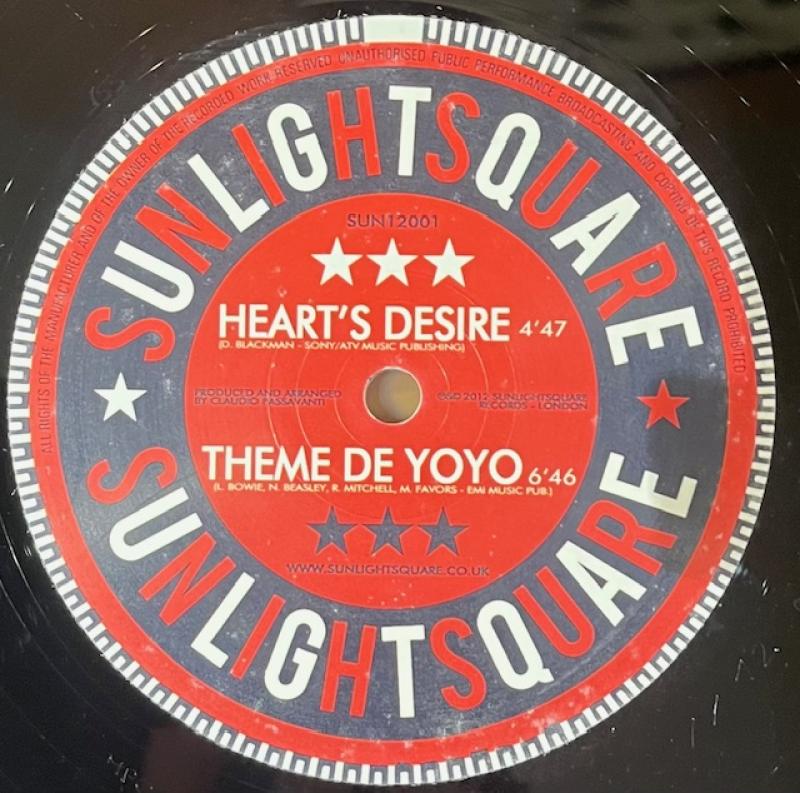 ALL RIGHTS OF THE MANUFACTURER AND OF THE OWNER OF THE RECORDED WORK RESERVED UNAUTHORISED PUBLIC PERFORMANCE BROADCASTING AND COPYING OF THIS RECORD PROHIBITED
SUNLIGHTSQUARE
SUN12001
HEART'S DESIRE 4'47
(D. BLACKMAN - SONY/ATV MUSIC PUBLISHING)
PRODUCED AND ARRANGED
BY CLAUDIO PASSAVANTI
℗&© 2012 SUNLIGHTSQUARE
RECORDS - LONDON
THEME DE YOYO 6'46
(L. BOWIE, N. BEASLEY, R. MITCHELL, M. FAVORS - EMI MUSIC PUB.)
WWW.SUNLIGHTSQUARE.CO.UK
SUNLIGHTSQUARE